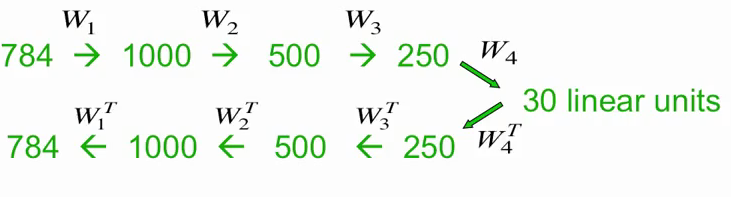 W₁ W₂ W₃
784 → 1000 → 500 → 250 W₄
30 linear units
W₁ᵀ W₂ᵀ W₃ᵀ W₄ᵀ
784 ← 1000 ← 500 ← 250